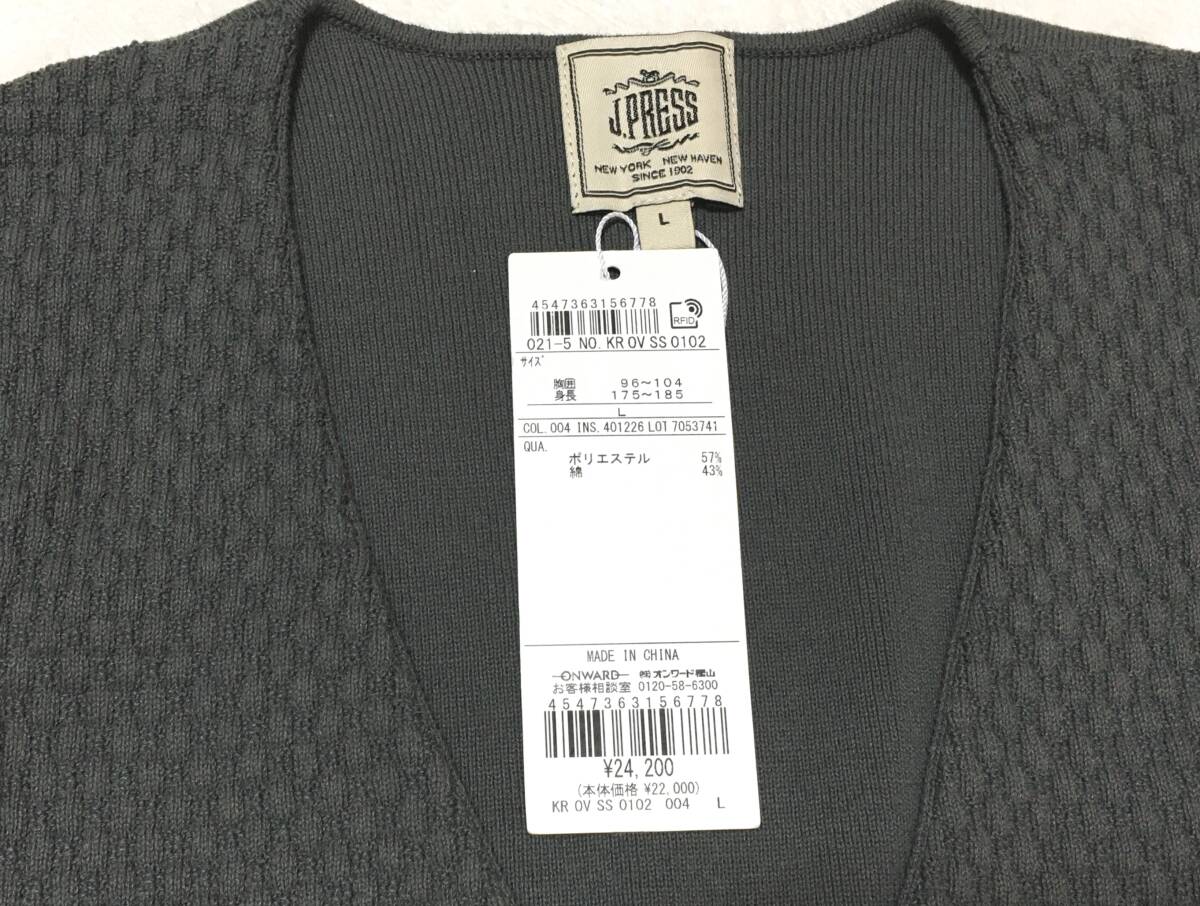 J.PRESS
NEW YORK NEW HAVEN
SINCE 1902
L
4547363156778
RFID
021-5 NO. KR OV SS 0102
サイズ
胸囲 96～104
身長 175～185
L
COL. 004 INS. 401226 LOT 7053741
QUA.
ポリエステル 57%
綿 43%
MADE IN CHINA
ONWARD ㈱オンワード樫山
お客様相談室 0120-58-6300
4547363156778
¥24,200
(本体価格 ¥22,000)
KR OV SS 0102 004 L